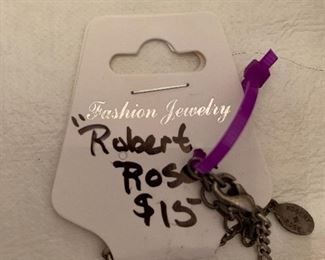 Fashion Jewelry
"Robert
Rose
$15